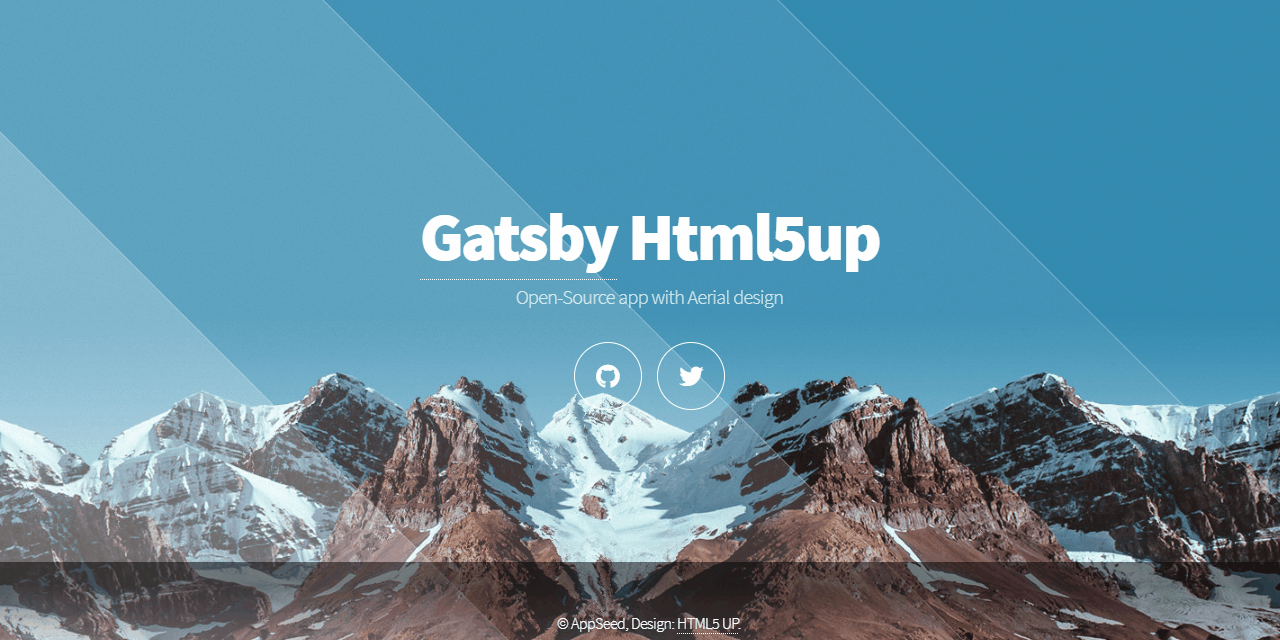 Gatsby Html5up
Open-Source app with Aerial design
© AppSeed, Design: HTML5 UP.